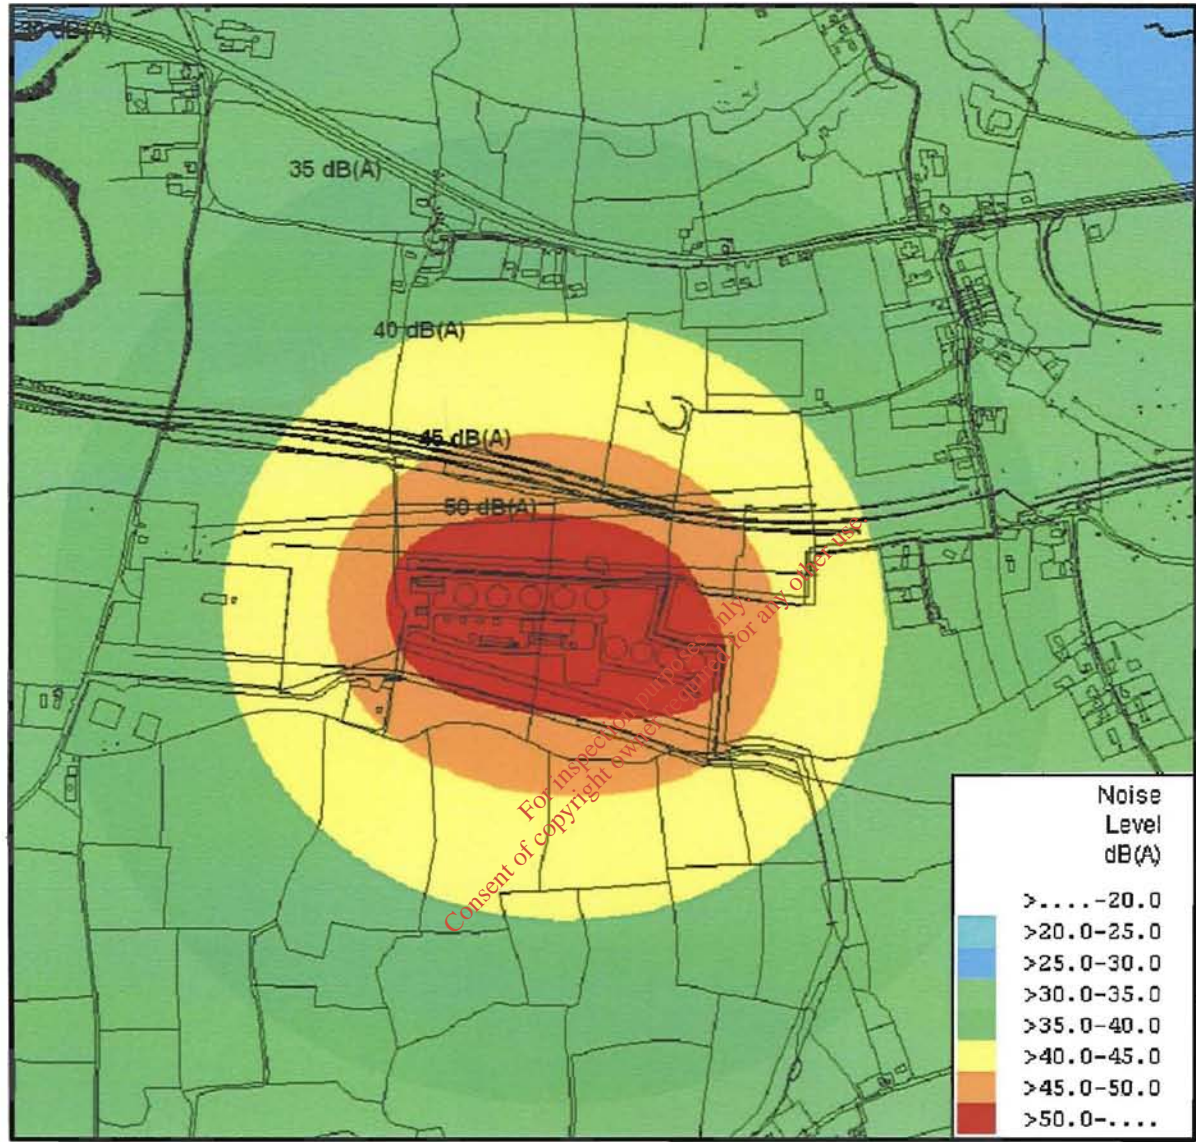 30 dB(A)
35 dB(A)
40 dB(A)
45 dB(A)
50 dB(A)
For inspection purposes only.
Consent of copyright owner required for any other use.
Noise
Level
dB(A)
>....-20.0
>20.0-25.0
>25.0-30.0
>30.0-35.0
>35.0-40.0
>40.0-45.0
>45.0-50.0
>50.0-....